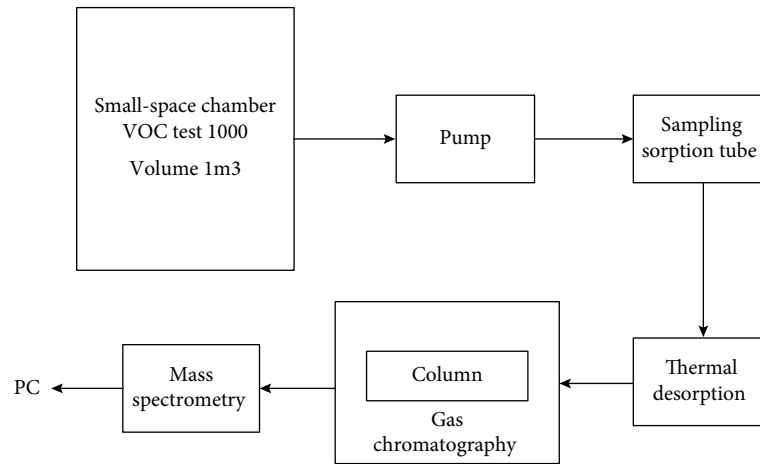 Small-space chamber
VOC test 1000
Volume 1m3
Pump
Sampling
sorption tube
Thermal
desorption
Column
Gas
chromatography
Mass
spectrometry
PC